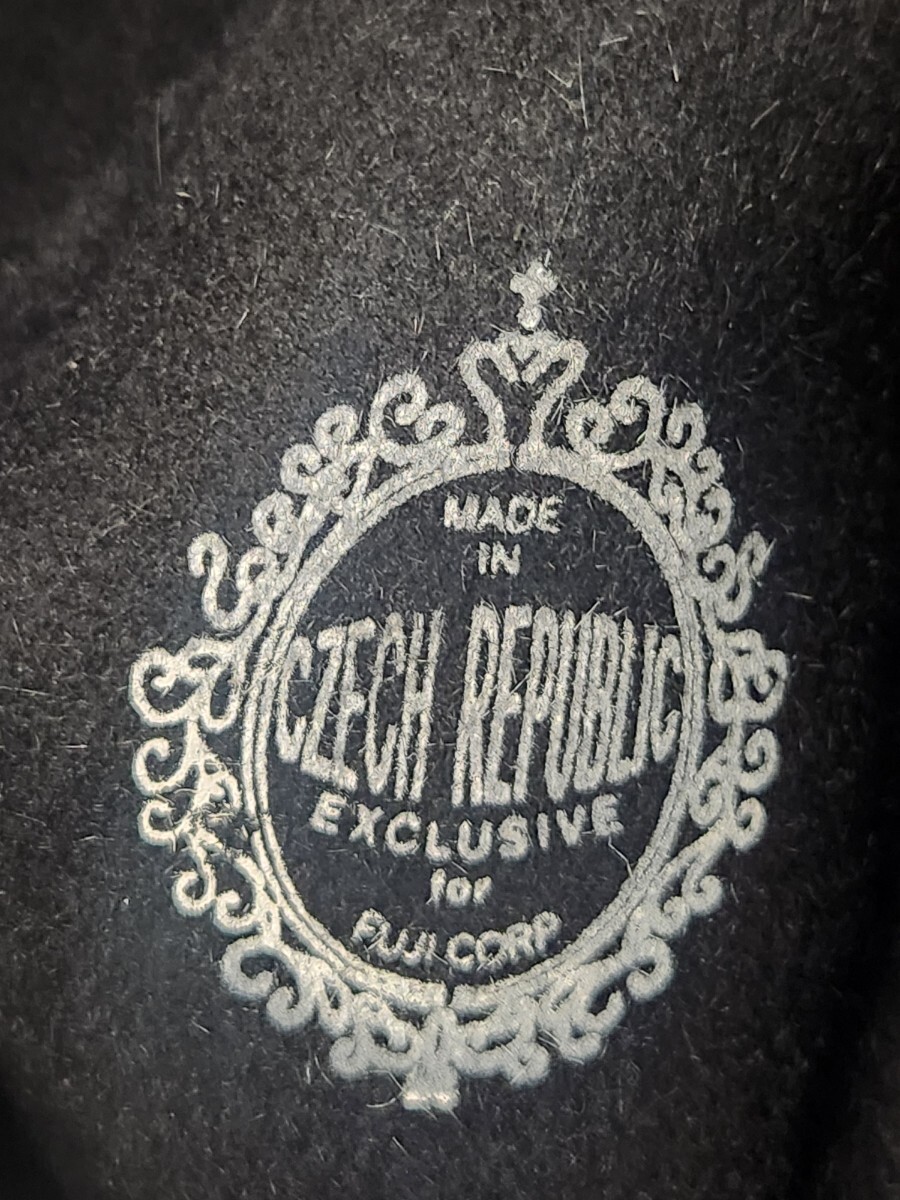 MADE
IN
CZECH REPUBLIC
EXCLUSIVE
for
FUJI CORP